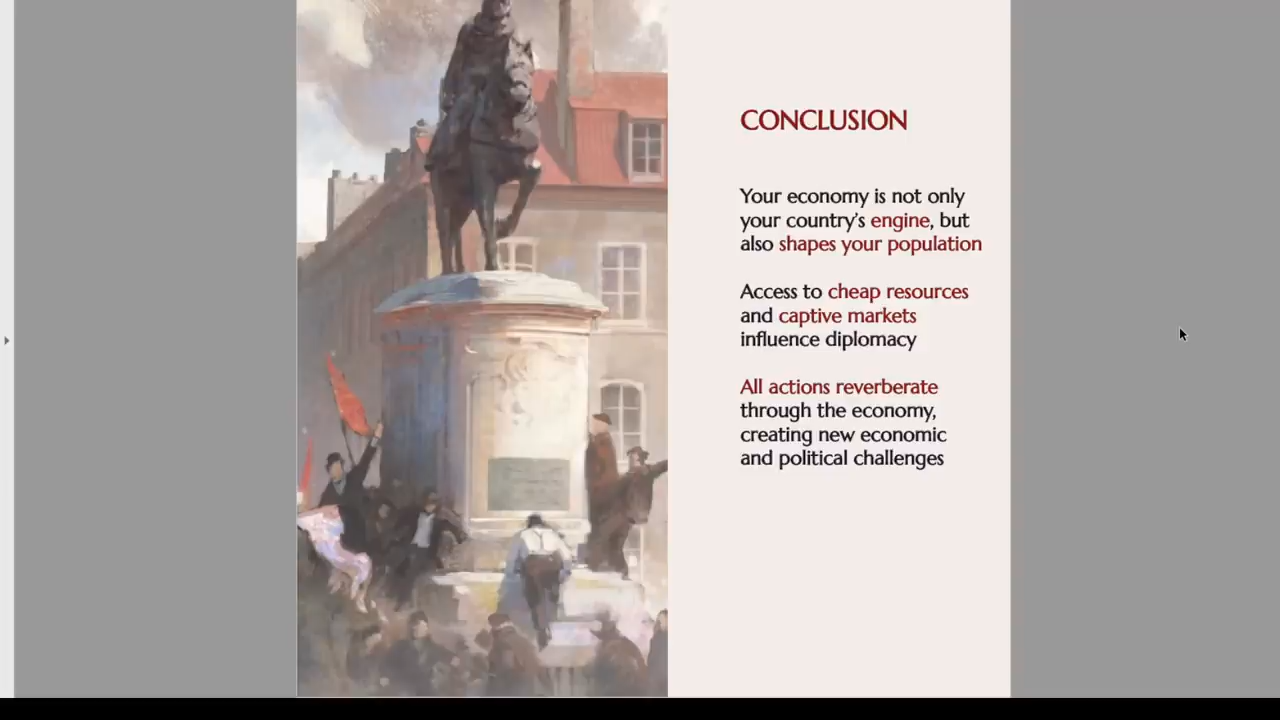 CONCLUSION
Your economy is not only
your country's engine, but
also shapes your population
Access to cheap resources
and captive markets
influence diplomacy
All actions reverberate
through the economy,
creating new economic
and political challenges